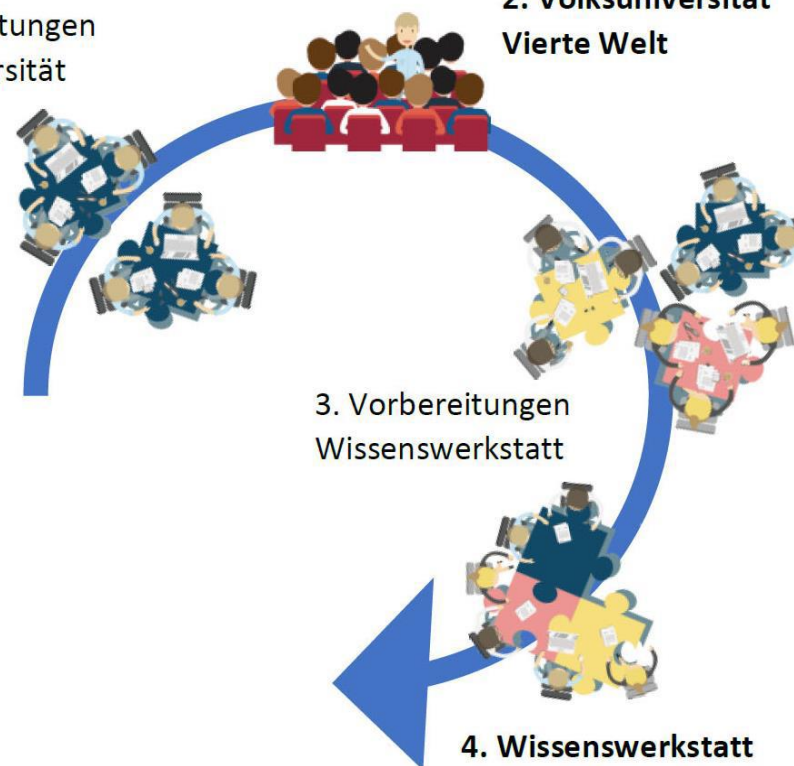 tungen
rsität
2. Volksuniversität
Vierte Welt
3. Vorbereitungen
Wissenswerkstatt
4. Wissenswerkstatt